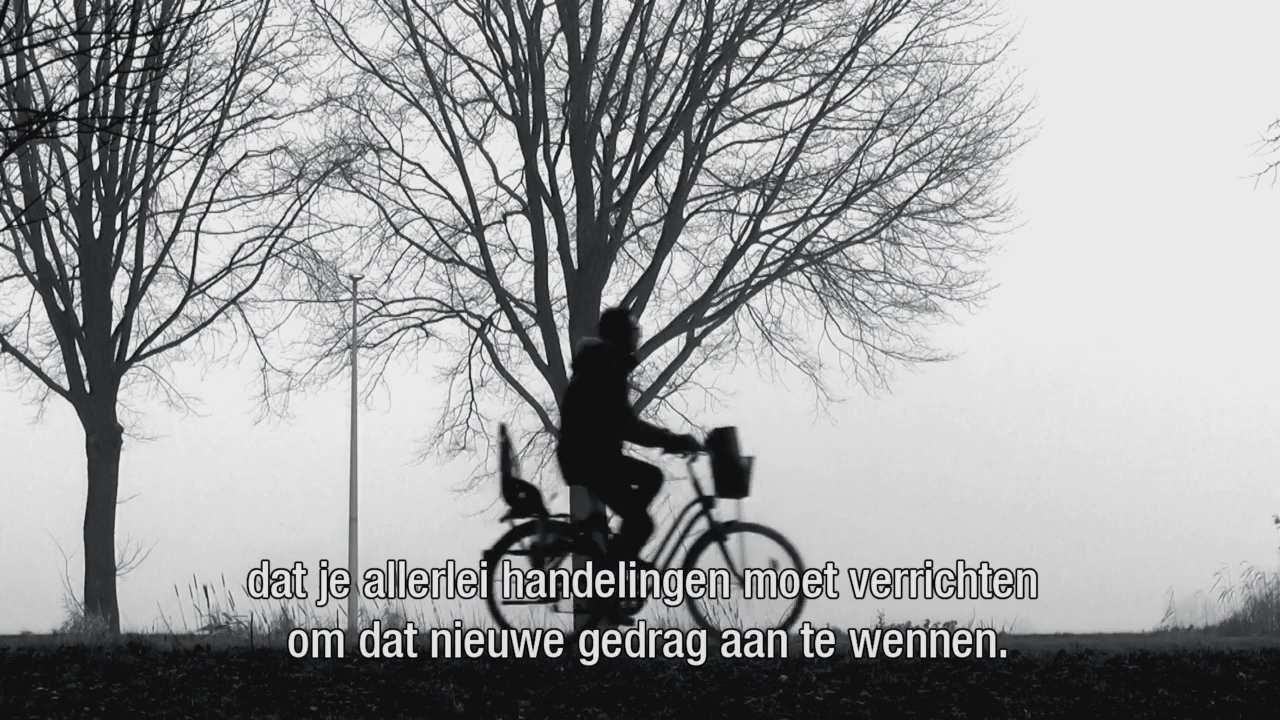 dat je allerlei handelingen moet verrichten
om dat nieuwe gedrag aan te wennen.